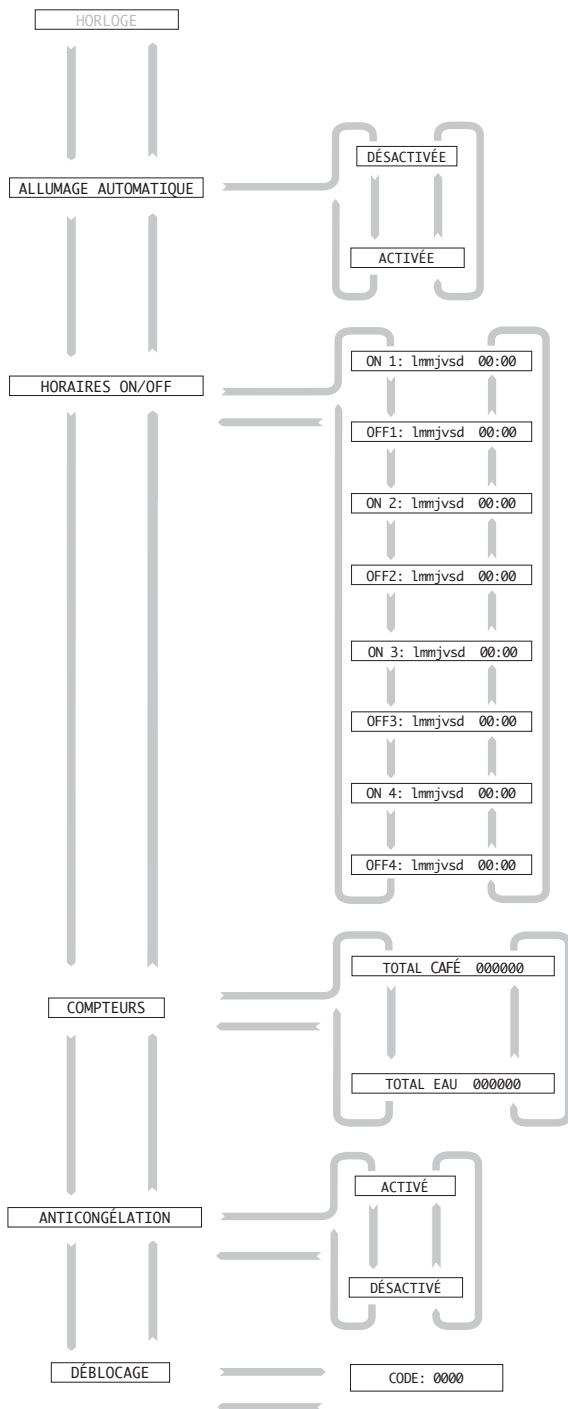 HORLOGE
ALLUMAGE AUTOMATIQUE
DÉSACTIVÉE
ACTIVÉE
HORAIRES ON/OFF
ON 1: lmmjvsd 00:00
OFF1: lmmjvsd 00:00
ON 2: lmmjvsd 00:00
OFF2: lmmjvsd 00:00
ON 3: lmmjvsd 00:00
OFF3: lmmjvsd 00:00
ON 4: lmmjvsd 00:00
OFF4: lmmjvsd 00:00
COMPTEURS
TOTAL CAFÉ 000000
TOTAL EAU 000000
ANTICONGÉLATION
ACTIVÉ
DÉSACTIVÉ
DÉBLOCAGE
CODE: 0000